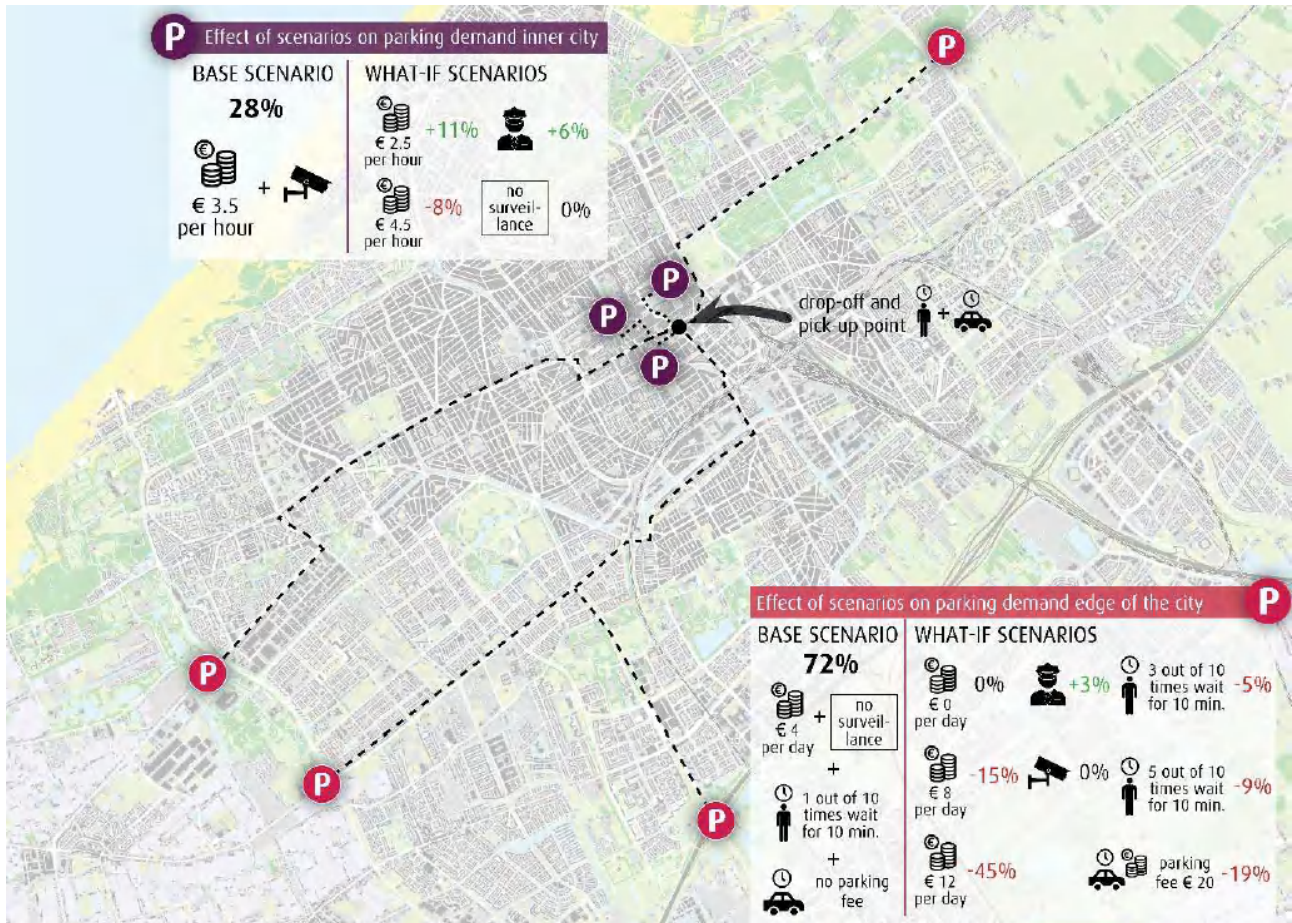 P Effect of scenarios on parking demand inner city
BASE SCENARIO
28%
€
€ 3.5
per hour
+
WHAT-IF SCENARIOS
€
€ 2.5
per hour
+11%
+6%
€
€ 4.5
per hour
-8%
no
surveil-
lance
0%
P
P
P
P
drop-off and
pick-up point
+
P
P
P
Effect of scenarios on parking demand edge of the city P
BASE SCENARIO
72%
€
€ 4
per day
+
no
surveil-
lance
+
1 out of 10
times wait
for 10 min.
+
no parking
fee
WHAT-IF SCENARIOS
€
€ 0
per day
0%
+3%
3 out of 10
times wait
for 10 min.
-5%
€
€ 8
per day
-15%
0%
5 out of 10
times wait
for 10 min.
-9%
€
€ 12
per day
-45%
€
parking
fee € 20
-19%